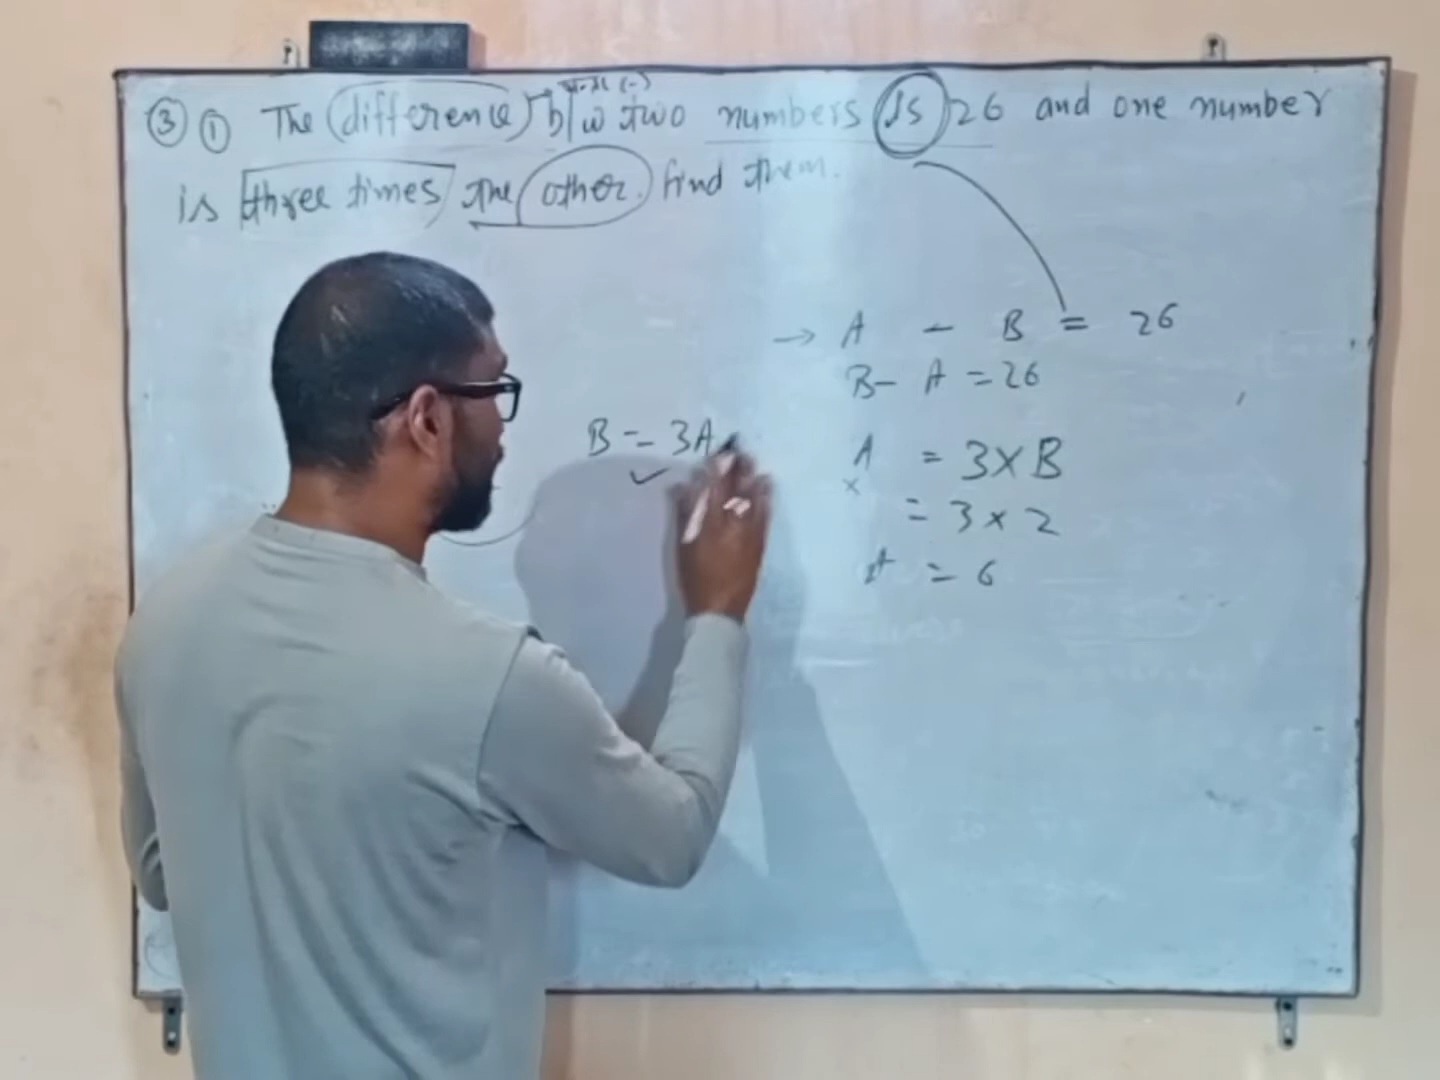 ③ ① The difference b/w two numbers is 26 and one number
is three times the other. find them.
→ A - B = 26
B - A = 26
B = 3A
A = 3 x B
x
= 3 x 2
A = 6